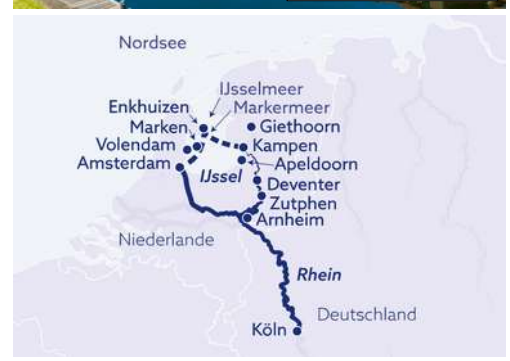 Nordsee
IJsselmeer
Enkhuizen
Markermeer
Marken
Giethoorn
Volendam
Kampen
Amsterdam
IJssel
Apeldoorn
Deventer
Zutphen
Arnheim
Niederlande
Rhein
Deutschland
Köln